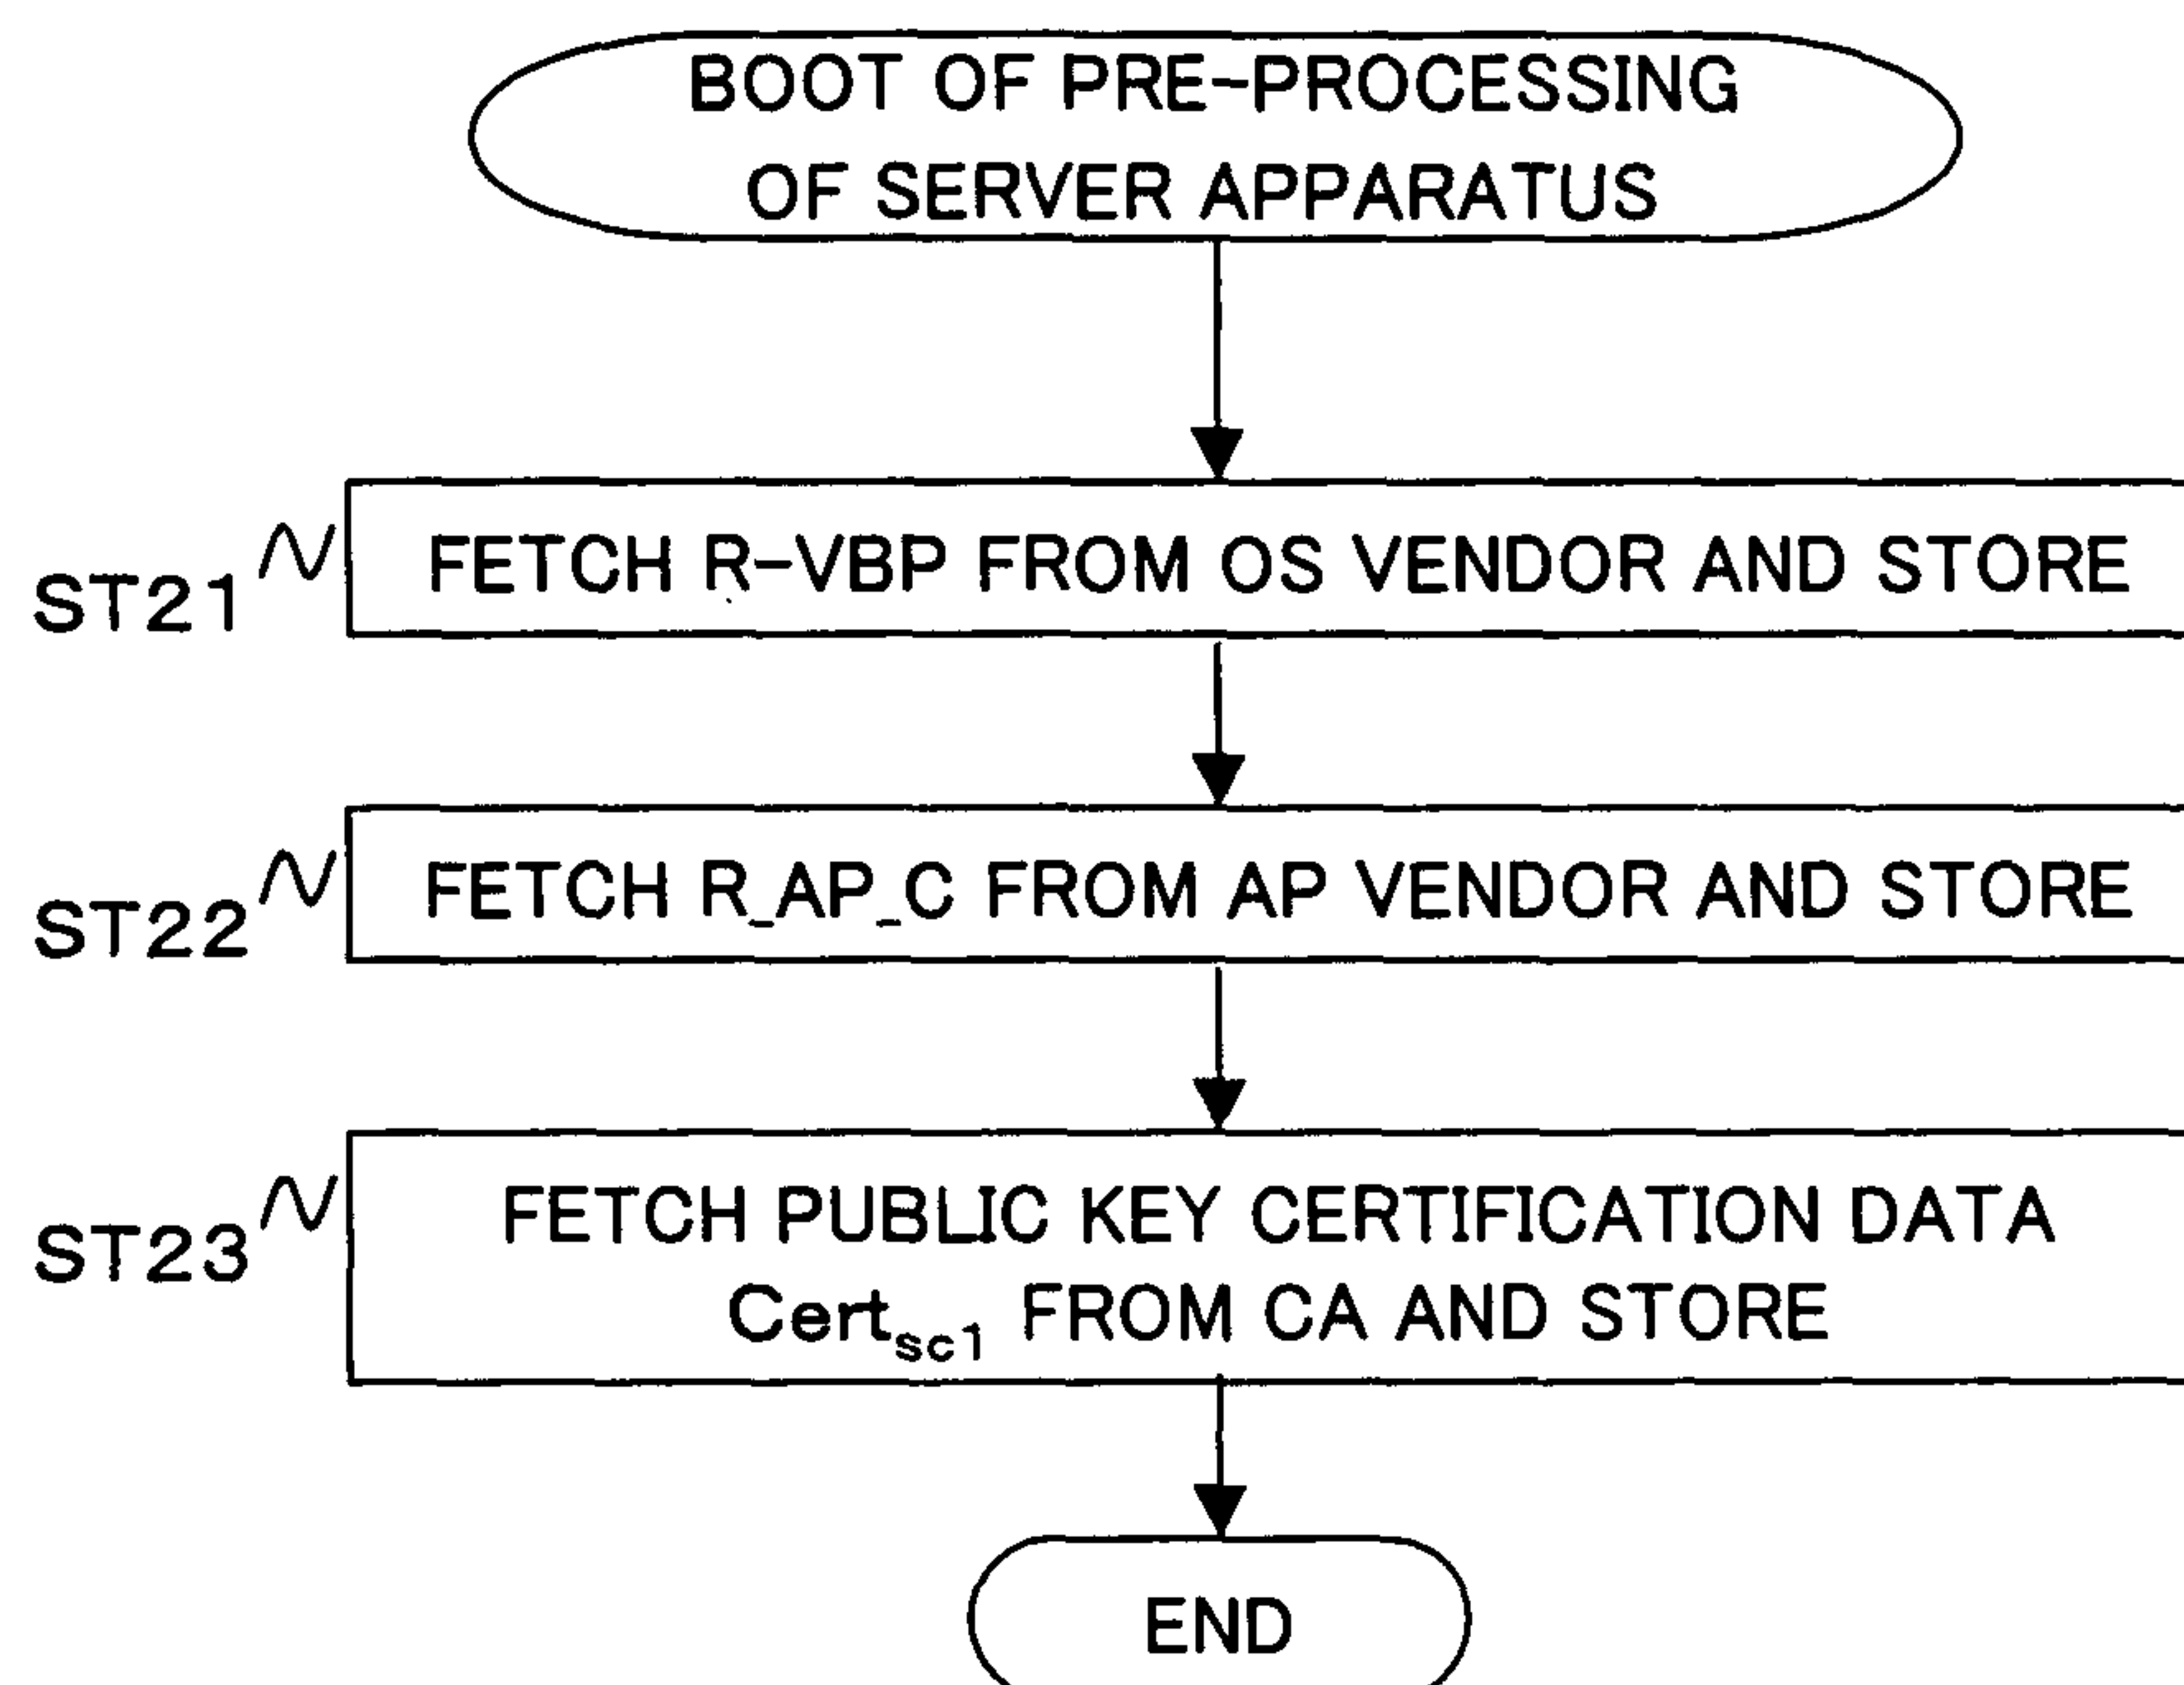 BOOT OF PRE-PROCESSING
OF SERVER APPARATUS
ST21
FETCH R-VBP FROM OS VENDOR AND STORE
ST22
FETCH R_AP_C FROM AP VENDOR AND STORE
ST23
FETCH PUBLIC KEY CERTIFICATION DATA
Certsc1 FROM CA AND STORE
END